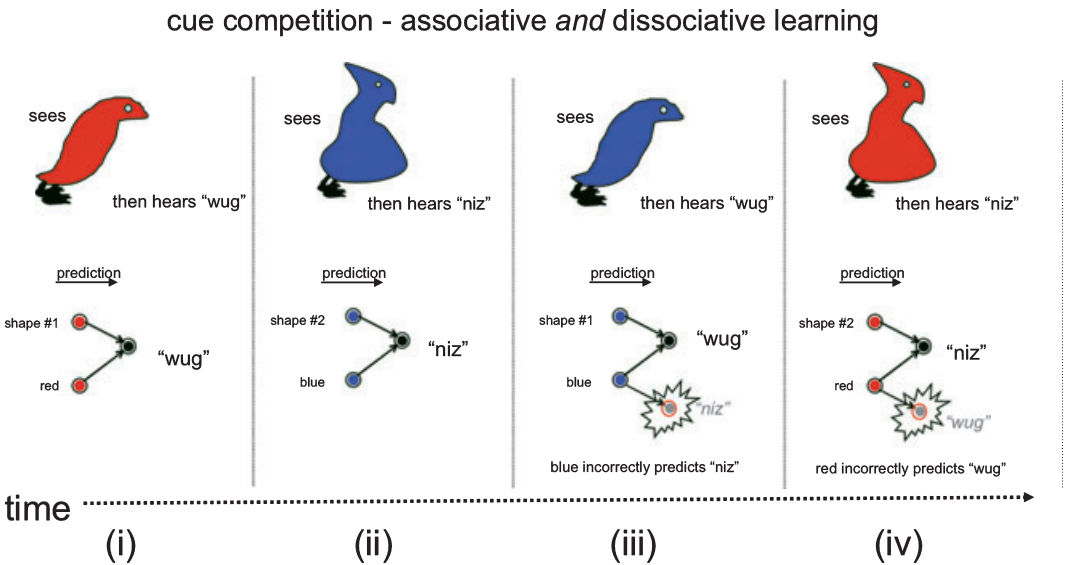 cue competition - associative and dissociative learning
sees
then hears “wug”
prediction
shape #1
red
“wug”
sees
then hears “niz”
prediction
shape #2
blue
“niz”
sees
then hears “wug”
prediction
shape #1
blue
“wug”
“niz”
blue incorrectly predicts “niz”
sees
then hears “niz”
prediction
shape #2
red
“niz”
“wug”
red incorrectly predicts “wug”
time
(i)
(ii)
(iii)
(iv)